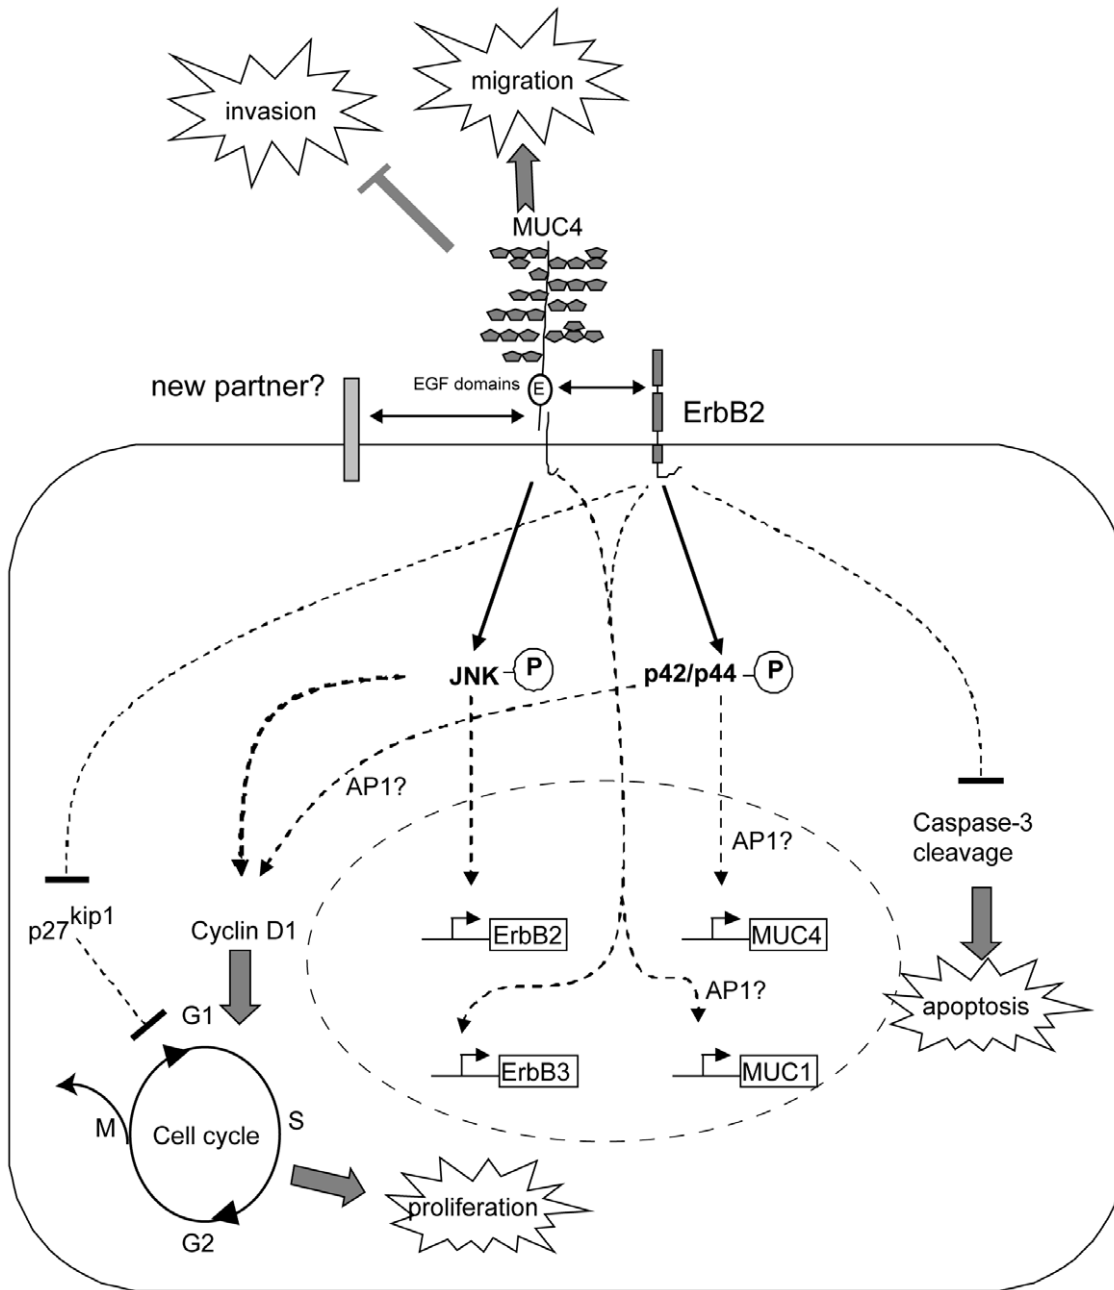 migration
invasion
MUC4
new partner?
EGF domains
E
ErbB2
JNK
P
p42/p44
P
AP1?
AP1?
Caspase-3
cleavage
p27kip1
Cyclin D1
ErbB2
MUC4
AP1?
apoptosis
G1
ErbB3
MUC1
M
Cell cycle
S
proliferation
G2